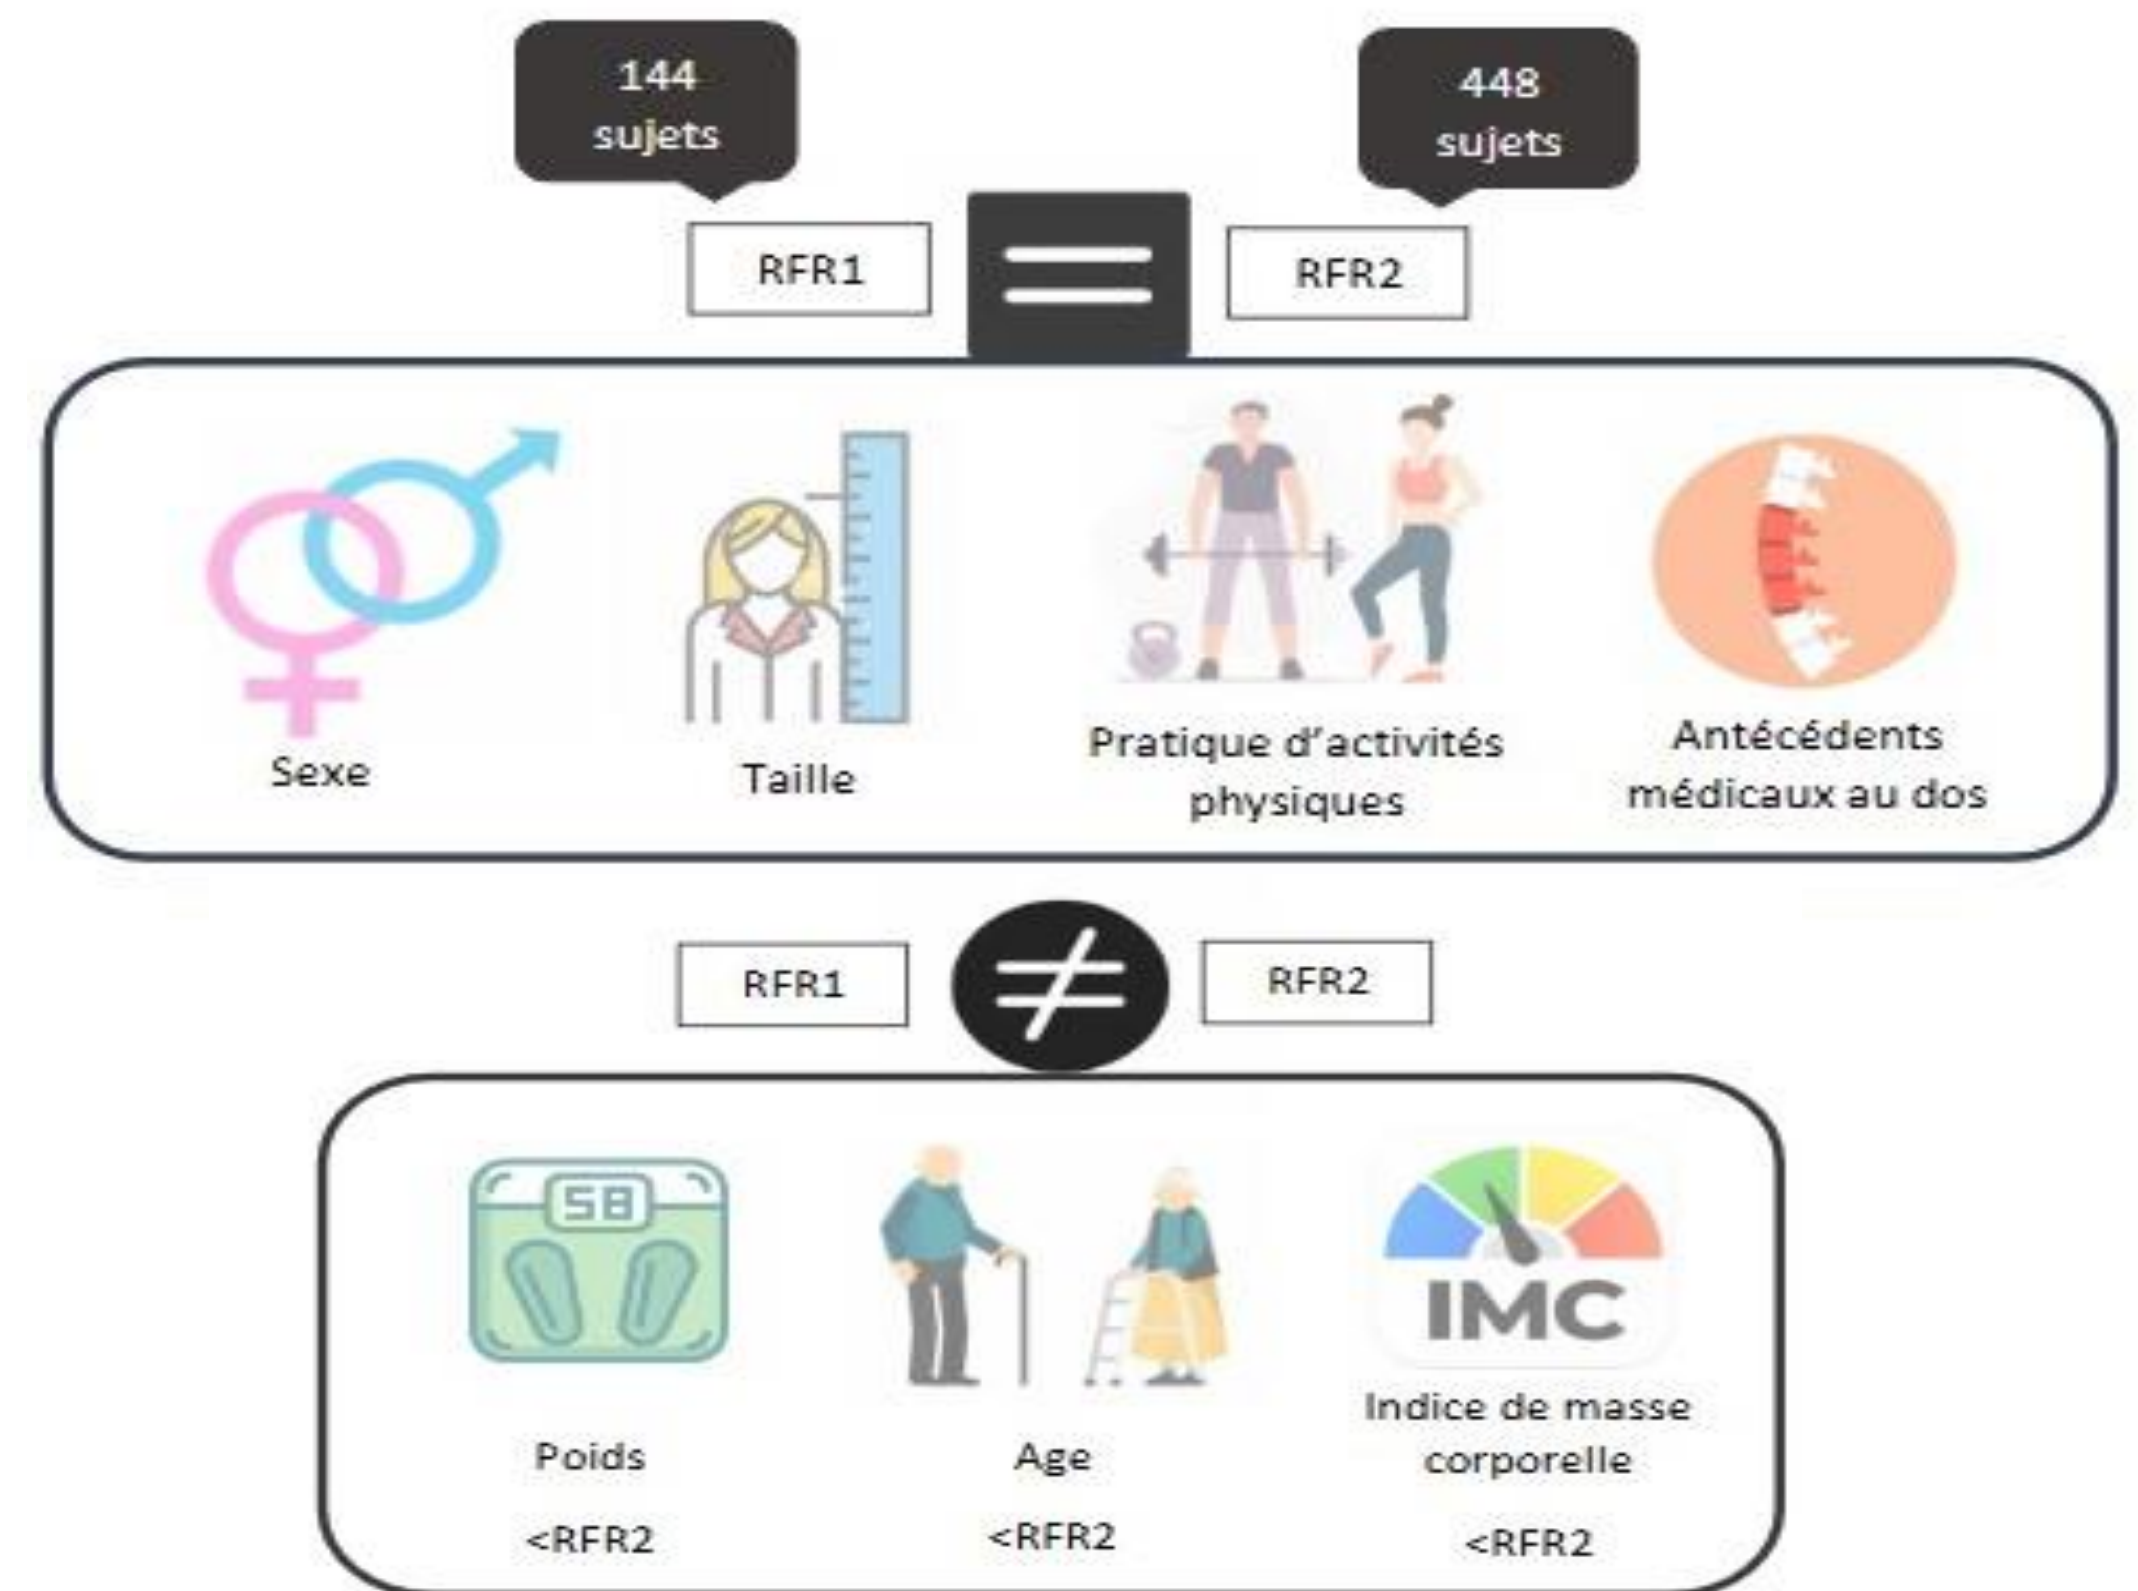 144
sujets
448
sujets
RFR1
RFR2
Sexe
Taille
Pratique d'activités
physiques
Antécédents
médicaux au dos
RFR1
RFR2
58
IMC
Poids
<RFR2
Age
<RFR2
Indice de masse
corporelle
<RFR2